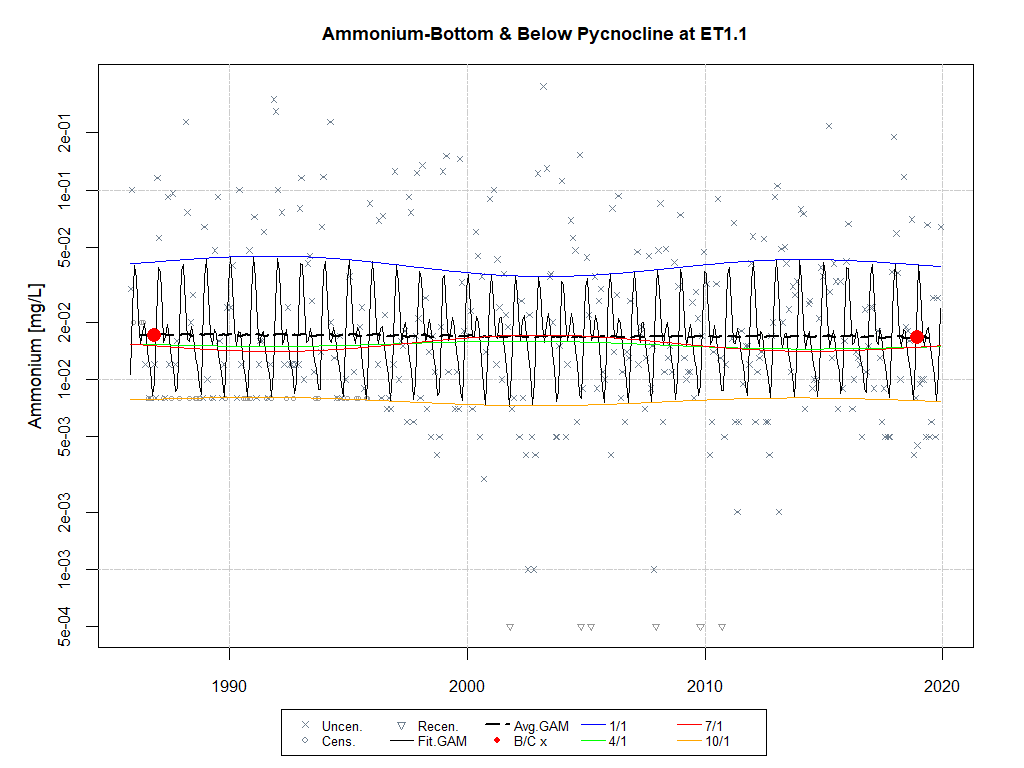 Ammonium-Bottom & Below Pycnocline at ET1.1
Ammonium [mg/L]
2e-01
1e-01
5e-02
2e-02
1e-02
5e-03
2e-03
1e-03
5e-04
1990 2000 2010 2020
Uncen. Recen. Avg.GAM 1/1 7/1
Cens. Fit.GAM B/C x 4/1 10/1